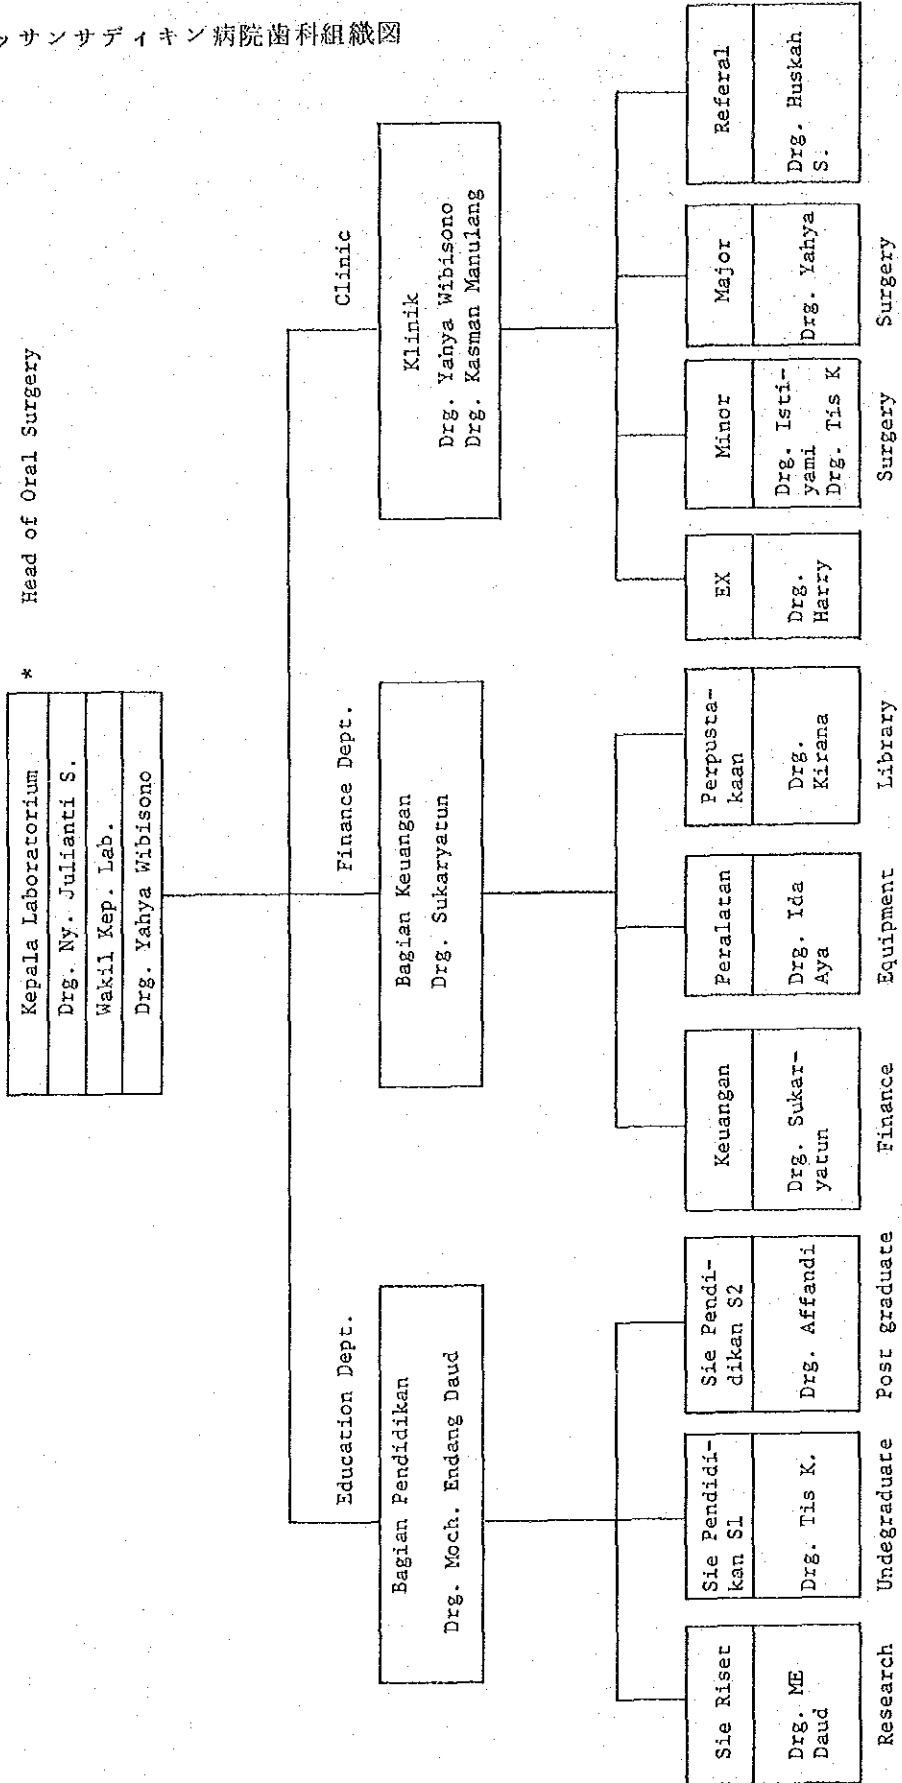 ッサンサディキン病院歯科組織図
Kepala Laboratorium
Drg. Ny. Julianti S.
Wakil Kep. Lab.
Drg. Yahya Wibisono
* Head of Oral Surgery
Education Dept.
Bagian Pendidikan
Drg. Moch. Endang Daud
Finance Dept.
Bagian Keuangan
Drg. Sukaryatun
Clinic
Klinik
Drg. Yahya Wibisono
Drg. Kasman Manulang
Sie Riset
Drg. ME
Daud
Research
Sie Pendidi-
kan S1
Drg. Tis K.
Undegraduate
Sie Pendi-
dikan S2
Drg. Affandi
Post graduate
Keuangan
Drg. Sukar-
yatun
Finance
Peralatan
Drg. Ida
Aya
Equipment
Perpusta-
kaan
Drg.
Kirana
Library
EX
Drg.
Harry
Minor
Drg. Isti-
yami
Drg. Tis K
Surgery
Major
Drg. Yahya
Surgery
Referal
Drg. Huskah
S.